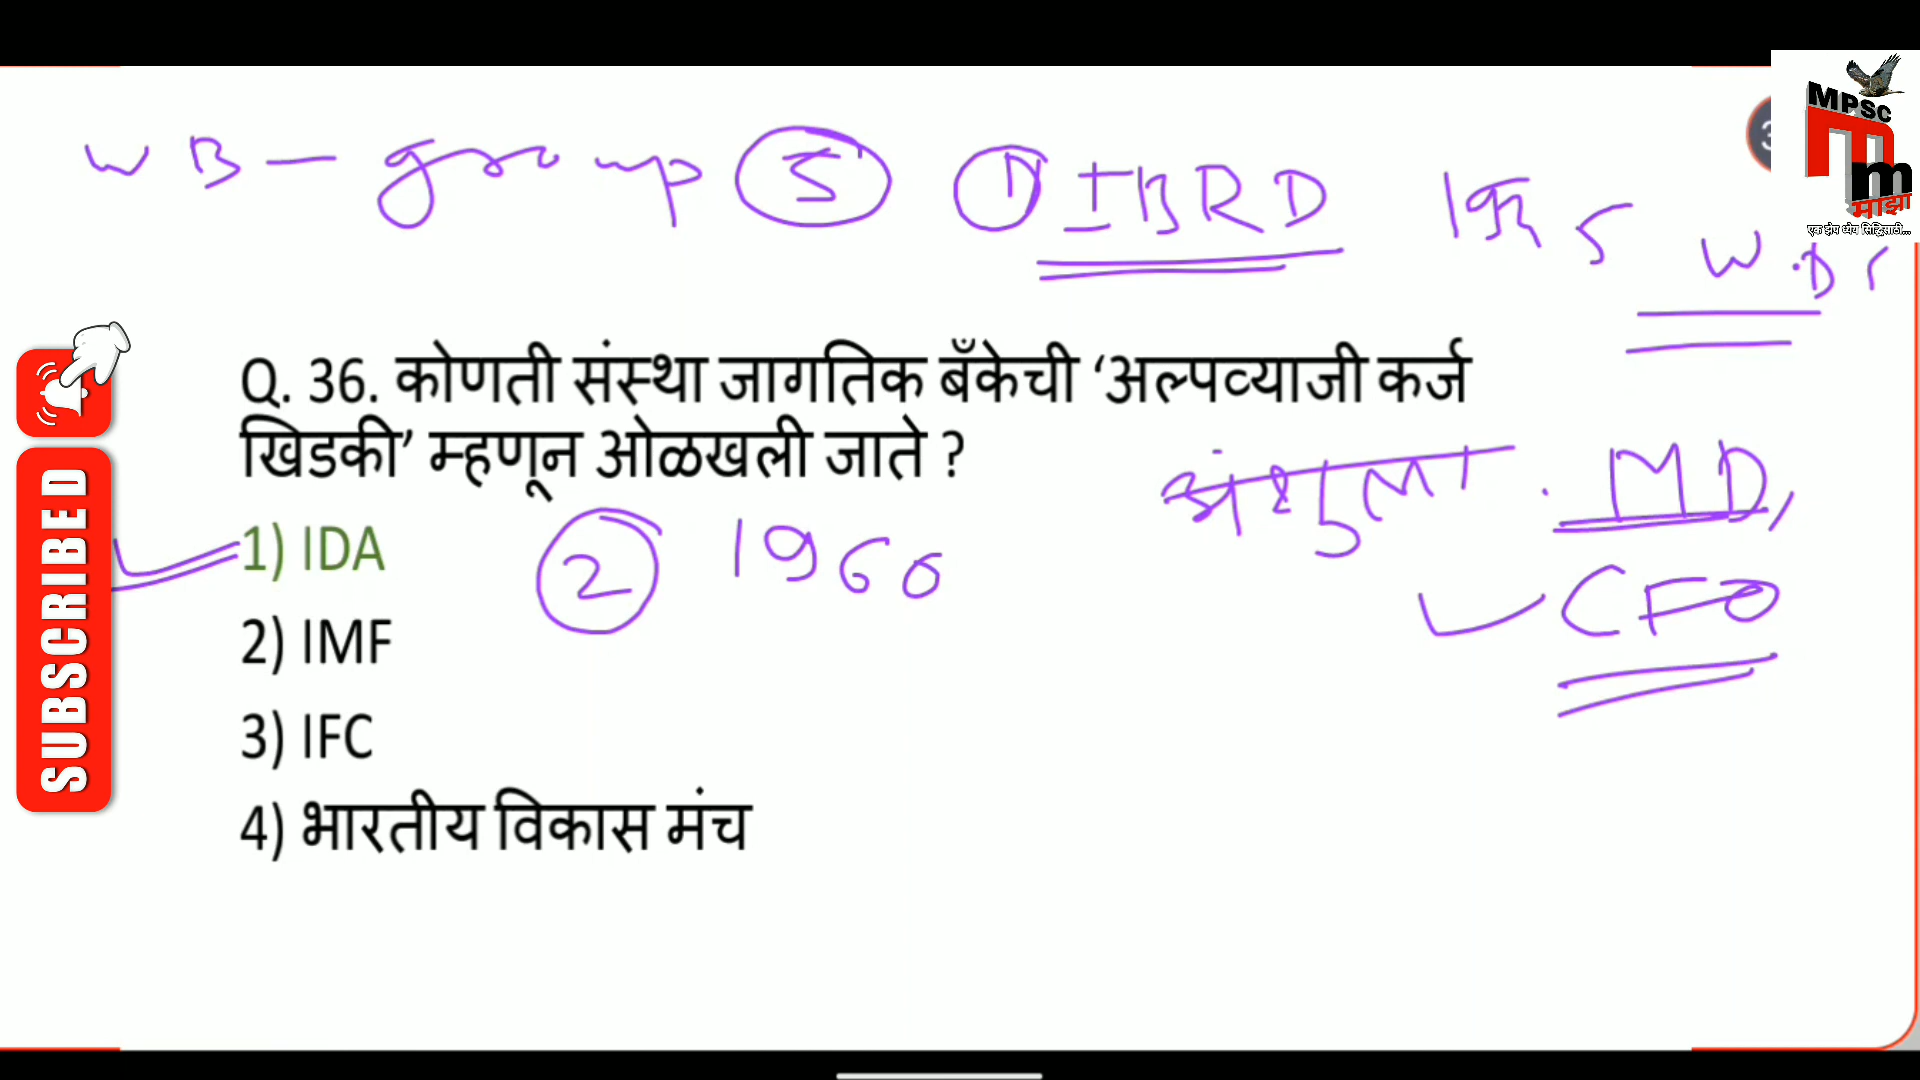 WB - group 5 1 IBRD 1945
MPSC
माझा
एक झेप ध्येय सिद्धिसाठी...
Q. 36. कोणती संस्था जागतिक बँकेची ‘अल्पव्याजी कर्ज
खिडकी’ म्हणून ओळखली जाते ?
1) IDA
2 1960
MD,
CFO
2) IMF
3) IFC
4) भारतीय विकास मंच
SUBSCRIBED